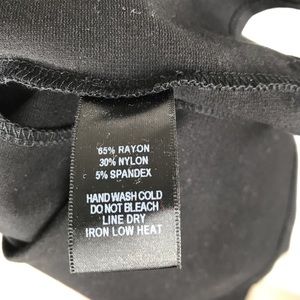 65% RAYON
30% NYLON
5% SPANDEX
HAND WASH COLD
DO NOT BLEACH
LINE DRY
IRON LOW HEAT